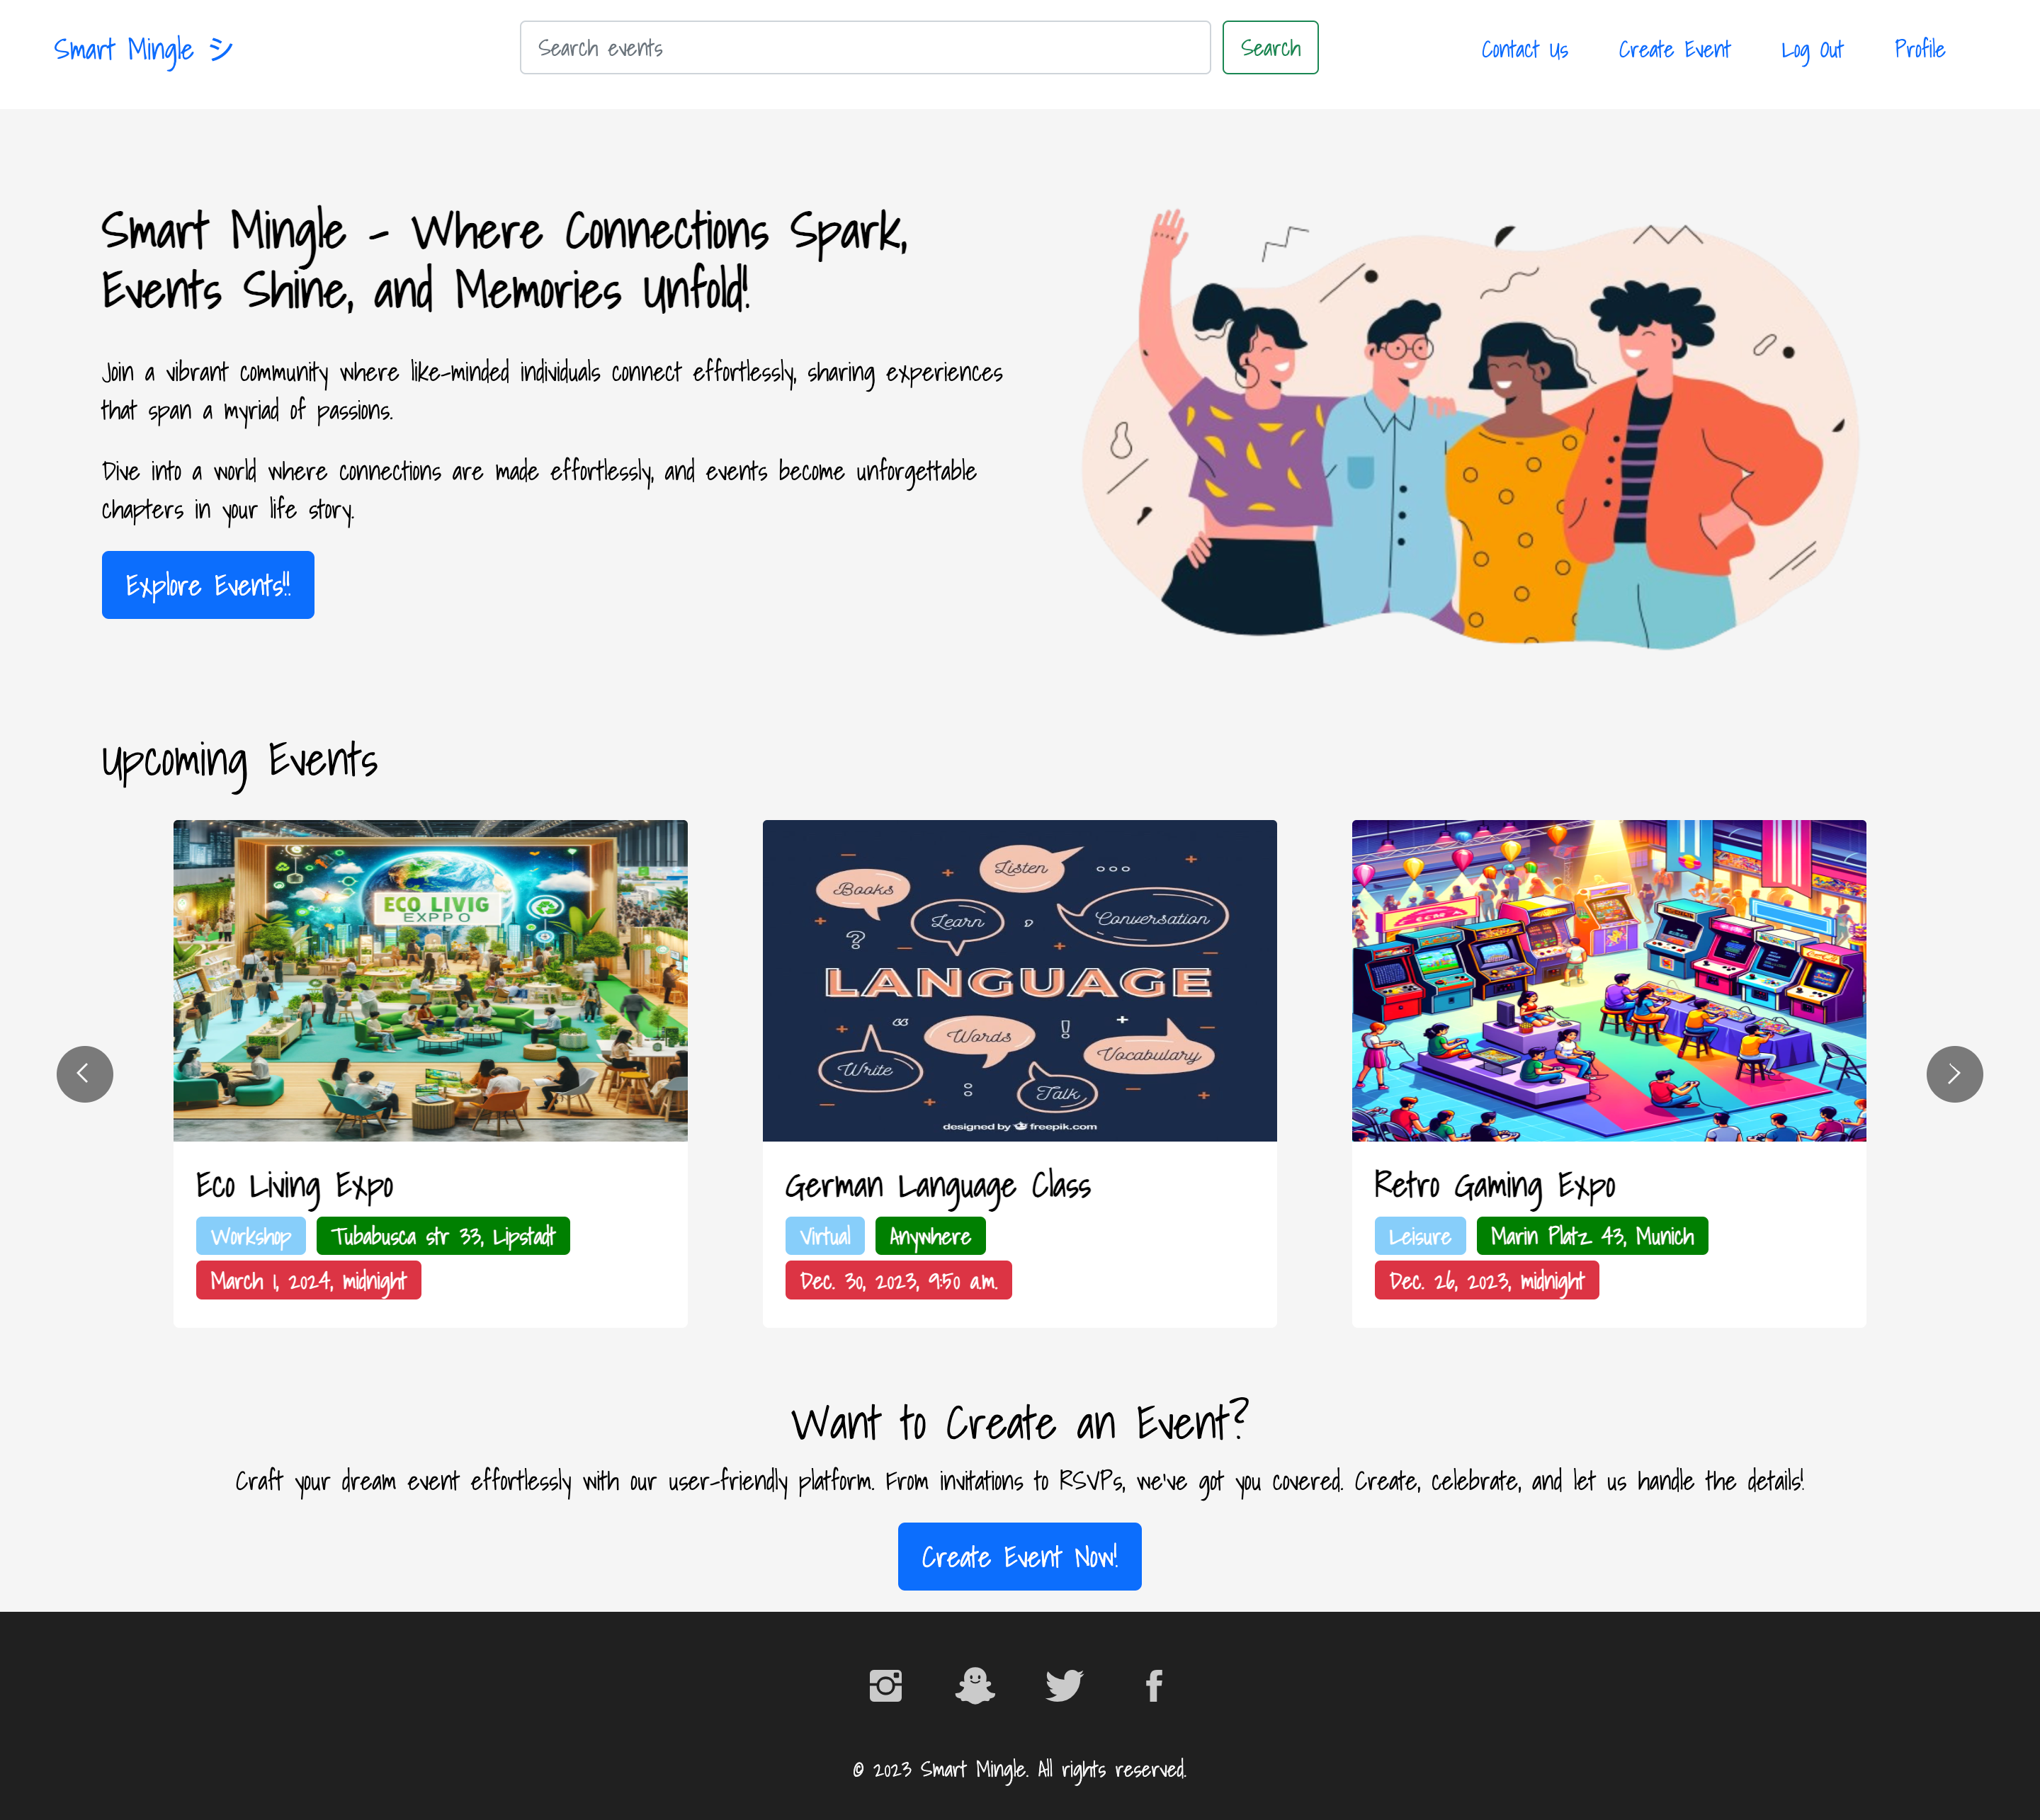 Smart Mingle シ
Search events
Search
Contact Us
Create Event
Log Out
Profile
Smart Mingle - Where Connections Spark,
Events Shine, and Memories Unfold!
Join a vibrant community where like-minded individuals connect effortlessly, sharing experiences
that span a myriad of passions.
Dive into a world where connections are made effortlessly, and events become unforgettable
chapters in your life story.
Explore Events!!
Upcoming Events
ECO LIVIG
EXPPO
Eco Living Expo
Workshop
Tubabusca str 33, Lipstadt
March 1, 2024, midnight
Listen
Books
Learn
Conversation
LANGUAGE
Words
Vocabulary
Write
Talk
designed by freepik.com
German Language Class
Virtual
Anywhere
Dec. 30, 2023, 9:50 a.m.
Retro Gaming Expo
Leisure
Marin Platz 43, Munich
Dec. 26, 2023, midnight
Want to Create an Event?
Craft your dream event effortlessly with our user-friendly platform. From invitations to RSVPs, we've got you covered. Create, celebrate, and let us handle the details!
Create Event Now!
© 2023 Smart Mingle. All rights reserved.